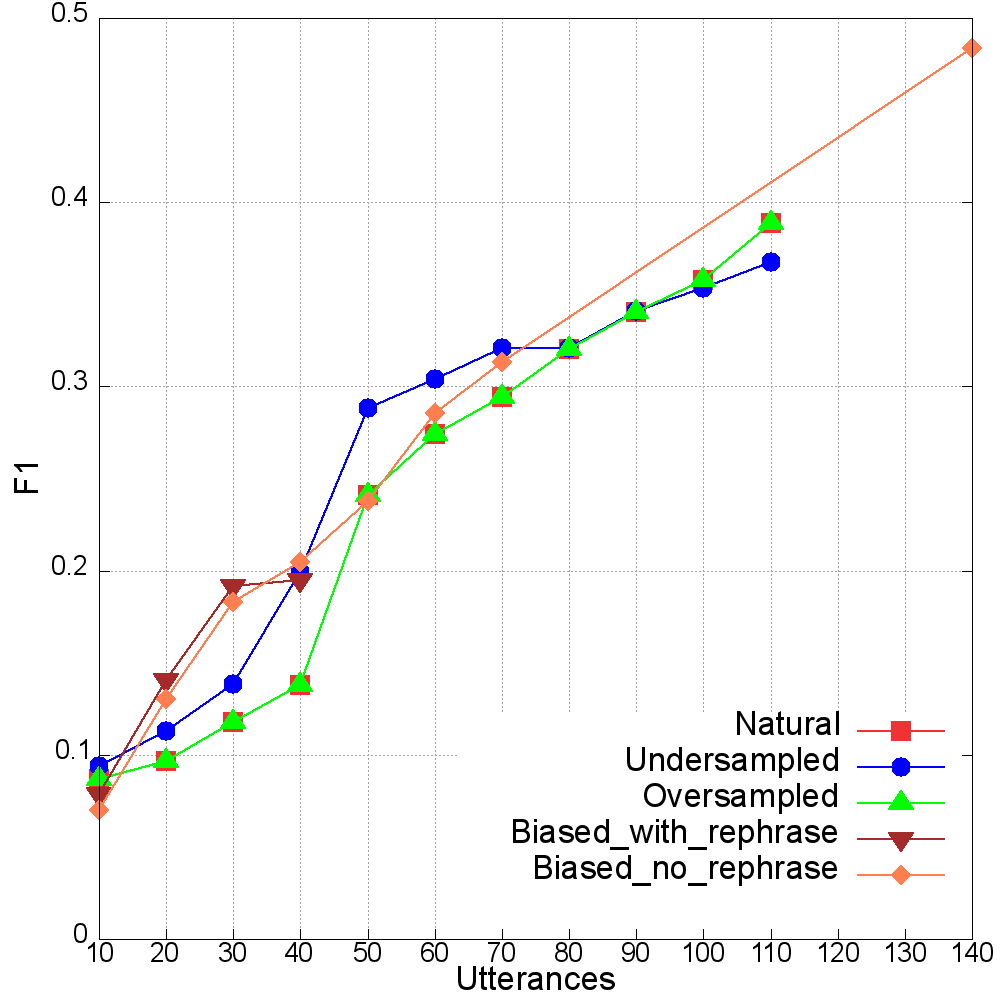 0.5
0.4
0.3
0.2
0.1
0
F1
Natural
Undersampled
Oversampled
Biased_with_rephrase
Biased_no_rephrase
10 20 30 40 50 60 70 80 90 100 110 120 130 140
Utterances